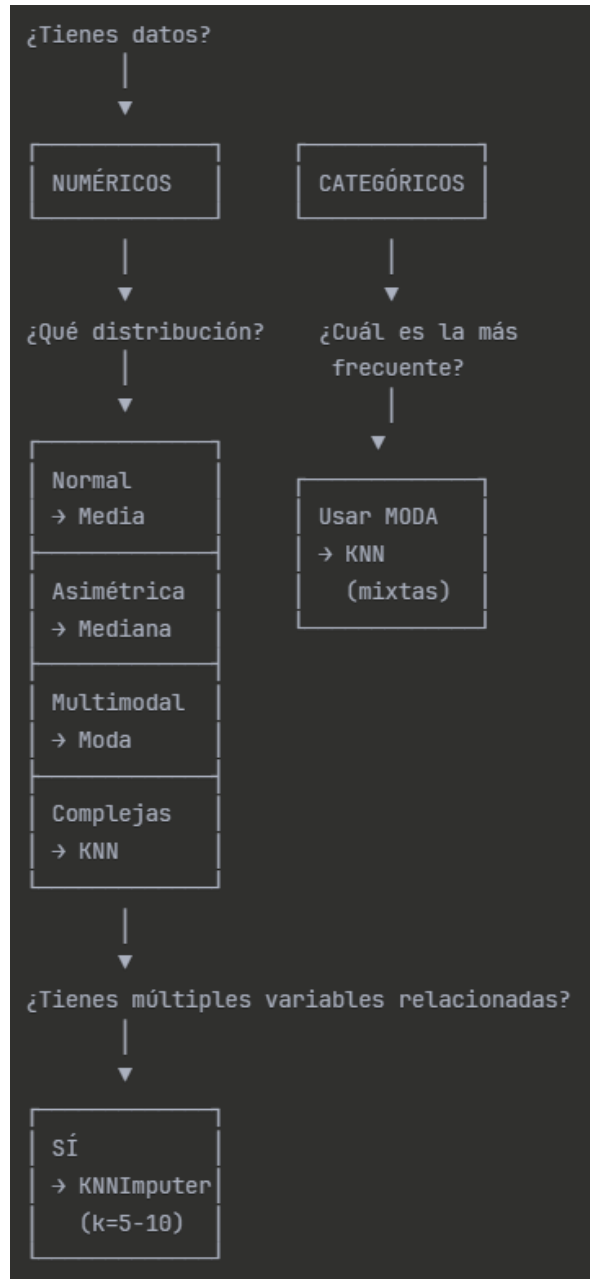 ¿Tienes datos?
NUMÉRICOS
CATEGÓRICOS
¿Qué distribución?
¿Cuál es la más
frecuente?
Normal
→ Media
Asimétrica
→ Mediana
Multimodal
→ Moda
Complejas
→ KNN
Usar MODA
→ KNN
(mixtas)
¿Tienes múltiples variables relacionadas?
SÍ
→ KNNImputer
(k=5-10)